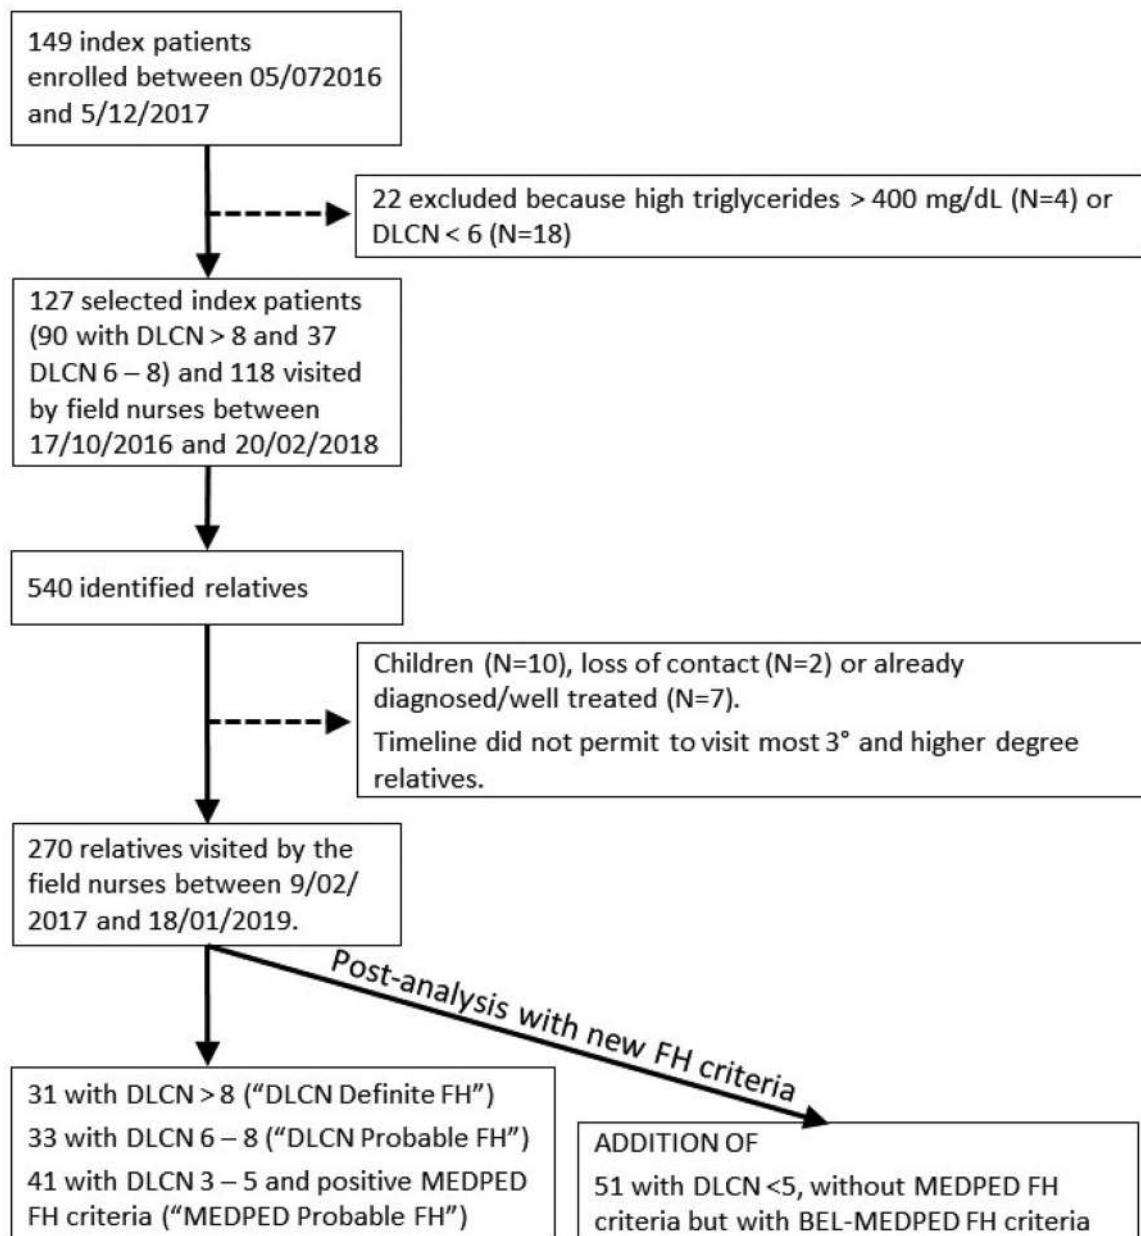 149 index patients
enrolled between 05/072016
and 5/12/2017
22 excluded because high triglycerides > 400 mg/dL (N=4) or
DLCN < 6 (N=18)
127 selected index patients
(90 with DLCN > 8 and 37
DLCN 6 – 8) and 118 visited
by field nurses between
17/10/2016 and 20/02/2018
540 identified relatives
Children (N=10), loss of contact (N=2) or already
diagnosed/well treated (N=7).
Timeline did not permit to visit most 3° and higher degree
relatives.
270 relatives visited by the
field nurses between 9/02/
2017 and 18/01/2019.
Post-analysis with new FH criteria
31 with DLCN > 8 (“DLCN Definite FH”)
33 with DLCN 6 – 8 (“DLCN Probable FH”)
41 with DLCN 3 – 5 and positive MEDPED
FH criteria (“MEDPED Probable FH”)
ADDITION OF
51 with DLCN <5, without MEDPED FH
criteria but with BEL-MEDPED FH criteria